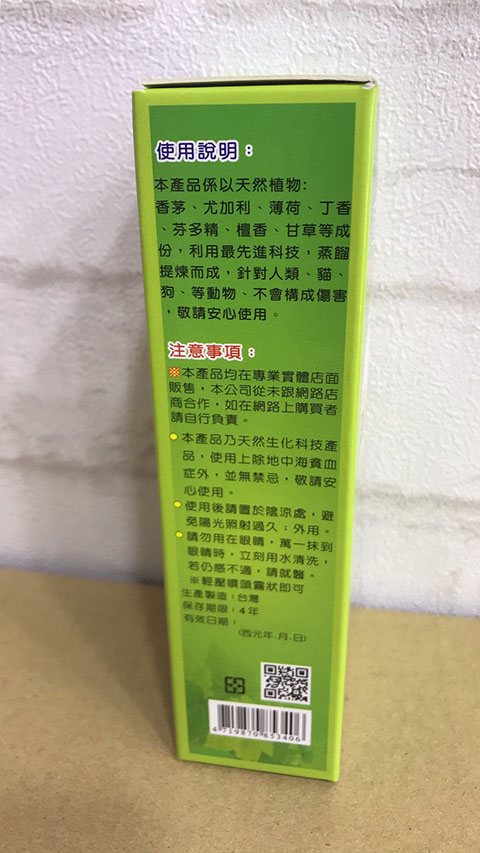 使用說明：
本產品係以天然植物:
香茅、尤加利、薄荷、丁香
、芬多精、檀香、甘草等成
份，利用最先進科技，蒸餾
提煉而成，針對人類、貓、
狗、等動物、不會構成傷害
，敬請安心使用。
注意事項：
※本產品均在專業實體店面
販售，本公司從未跟網路店
商合作，如在網路上購買者
請自行負責。
●本產品乃天然生化科技產
品，使用上除地中海貧血
症外，並無禁忌，敬請安
心使用。
●使用後請置於陰涼處，避
免陽光照射過久；外用。
●請勿用在眼睛，萬一抹到
眼睛時，立刻用水清洗，
若仍感不適，請就醫。
※輕壓噴頭霧狀即可
生產製造：台灣
保存期限：4年
有效日期：
(西元年.月.日)
4719870853406